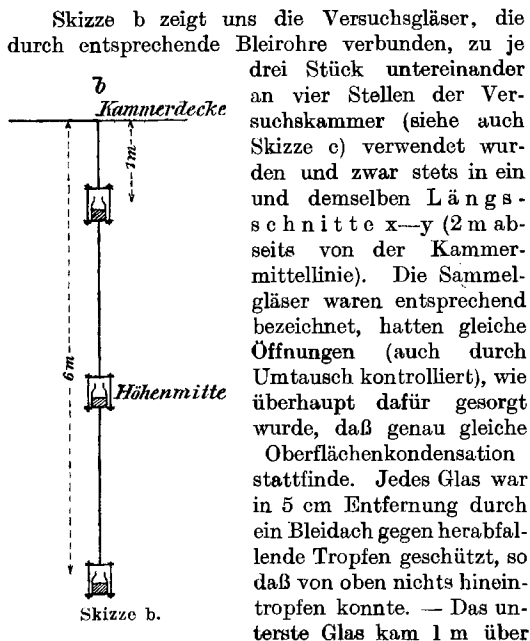 Skizze b zeigt uns die Versuchsgläser, die
durch entsprechende Bleirohre verbunden, zu je
drei Stück untereinander
an vier Stellen der Ver-
suchskammer (siehe auch
Skizze c) verwendet wur-
den und zwar stets in ein
und demselben Längs-
schnitte x—y (2 m ab-
seits von der Kammer-
mittellinie). Die Sammel-
gläser waren entsprechend
bezeichnet, hatten gleiche
Öffnungen (auch durch
Umtausch kontrolliert), wie
überhaupt dafür gesorgt
wurde, daß genau gleiche
Oberflächenkondensation
stattfinde. Jedes Glas war
in 5 cm Entfernung durch
ein Bleidach gegen herabfal-
lende Tropfen geschützt, so
daß von oben nichts hinein-
tropfen konnte. — Das un-
terste Glas kam 1 m über
b
Kammerdecke
1m
6m
Höhenmitte
Skizze b.